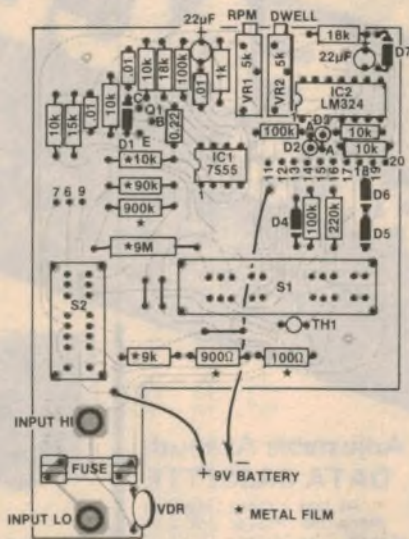 22µF
RPM DWELL
18k
22µF
D7
10k
.01
10k
18k
100k
.01
1k
5k
VR1
5k
VR2
IC2
LM324
10k
15k
.01
10k
C
Q1
B
E
D1
0.22
IC1
7555
1
1
100k
A
D3
D2
A
10k
10k
★10k
★90k
900k
★
7 6 9
11 12 13 14 15 16 17 18 19 20
D4
100k
220k
D6
D5
★9M
S2
S1
TH1
★9k
900Ω
★
100Ω
★
INPUT HI
FUSE
+ – 9V BATTERY
VDR
INPUT LO
★ METAL FILM